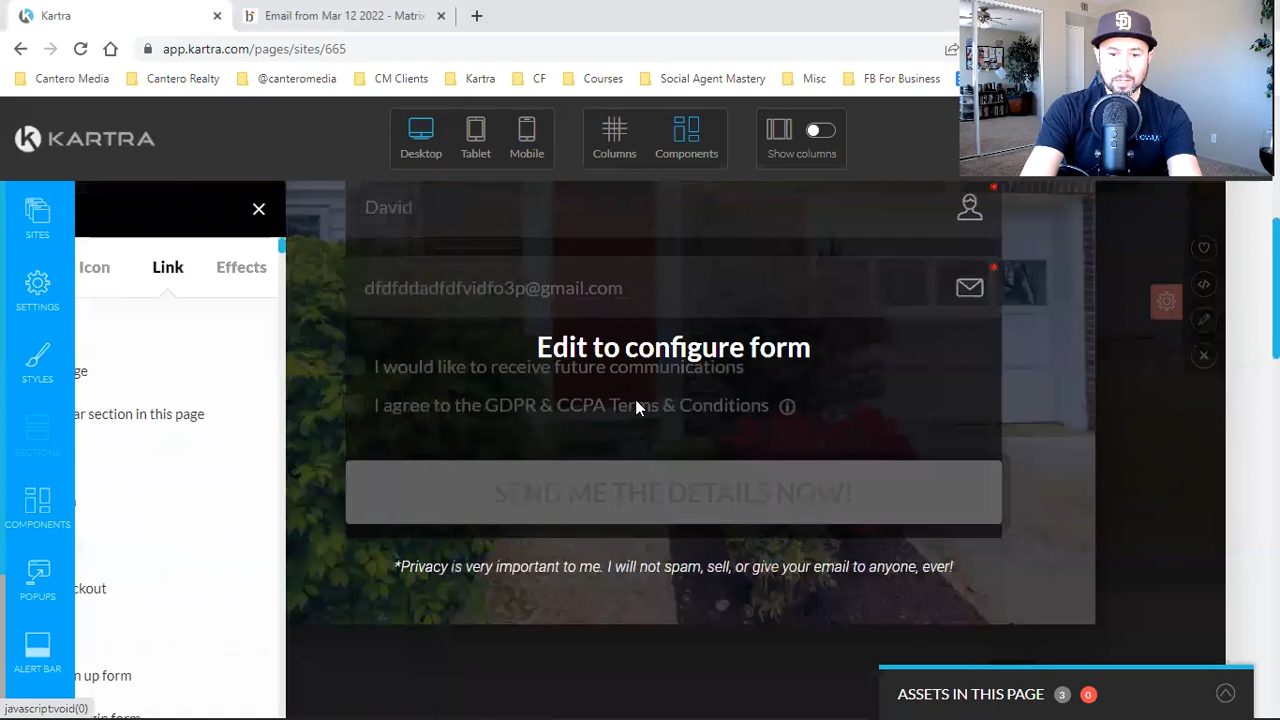 Kartra
Email from Mar 12 2022 - Matrix
app.kartra.com/pages/sites/665
Cantero Media
Cantero Realty
@canteromedia
CM Clients
Kartra
CF
Courses
Social Agent Mastery
Misc
FB For Business
KARTRA
Desktop
Tablet
Mobile
Columns
Components
Show columns
SITES
SETTINGS
STYLES
SECTIONS
COMPONENTS
POPUPS
ALERT BAR
Icon
Link
Effects
ge
ar section in this page
ckout
n up form
David
dfdfddadfdfvidfo3p@gmail.com
Edit to configure form
I would like to receive future communications
I agree to the GDPR & CCPA Terms & Conditions
SEND ME THE DETAILS NOW!
*Privacy is very important to me. I will not spam, sell, or give your email to anyone, ever!
ASSETS IN THIS PAGE 3 0
javascript:void(0)